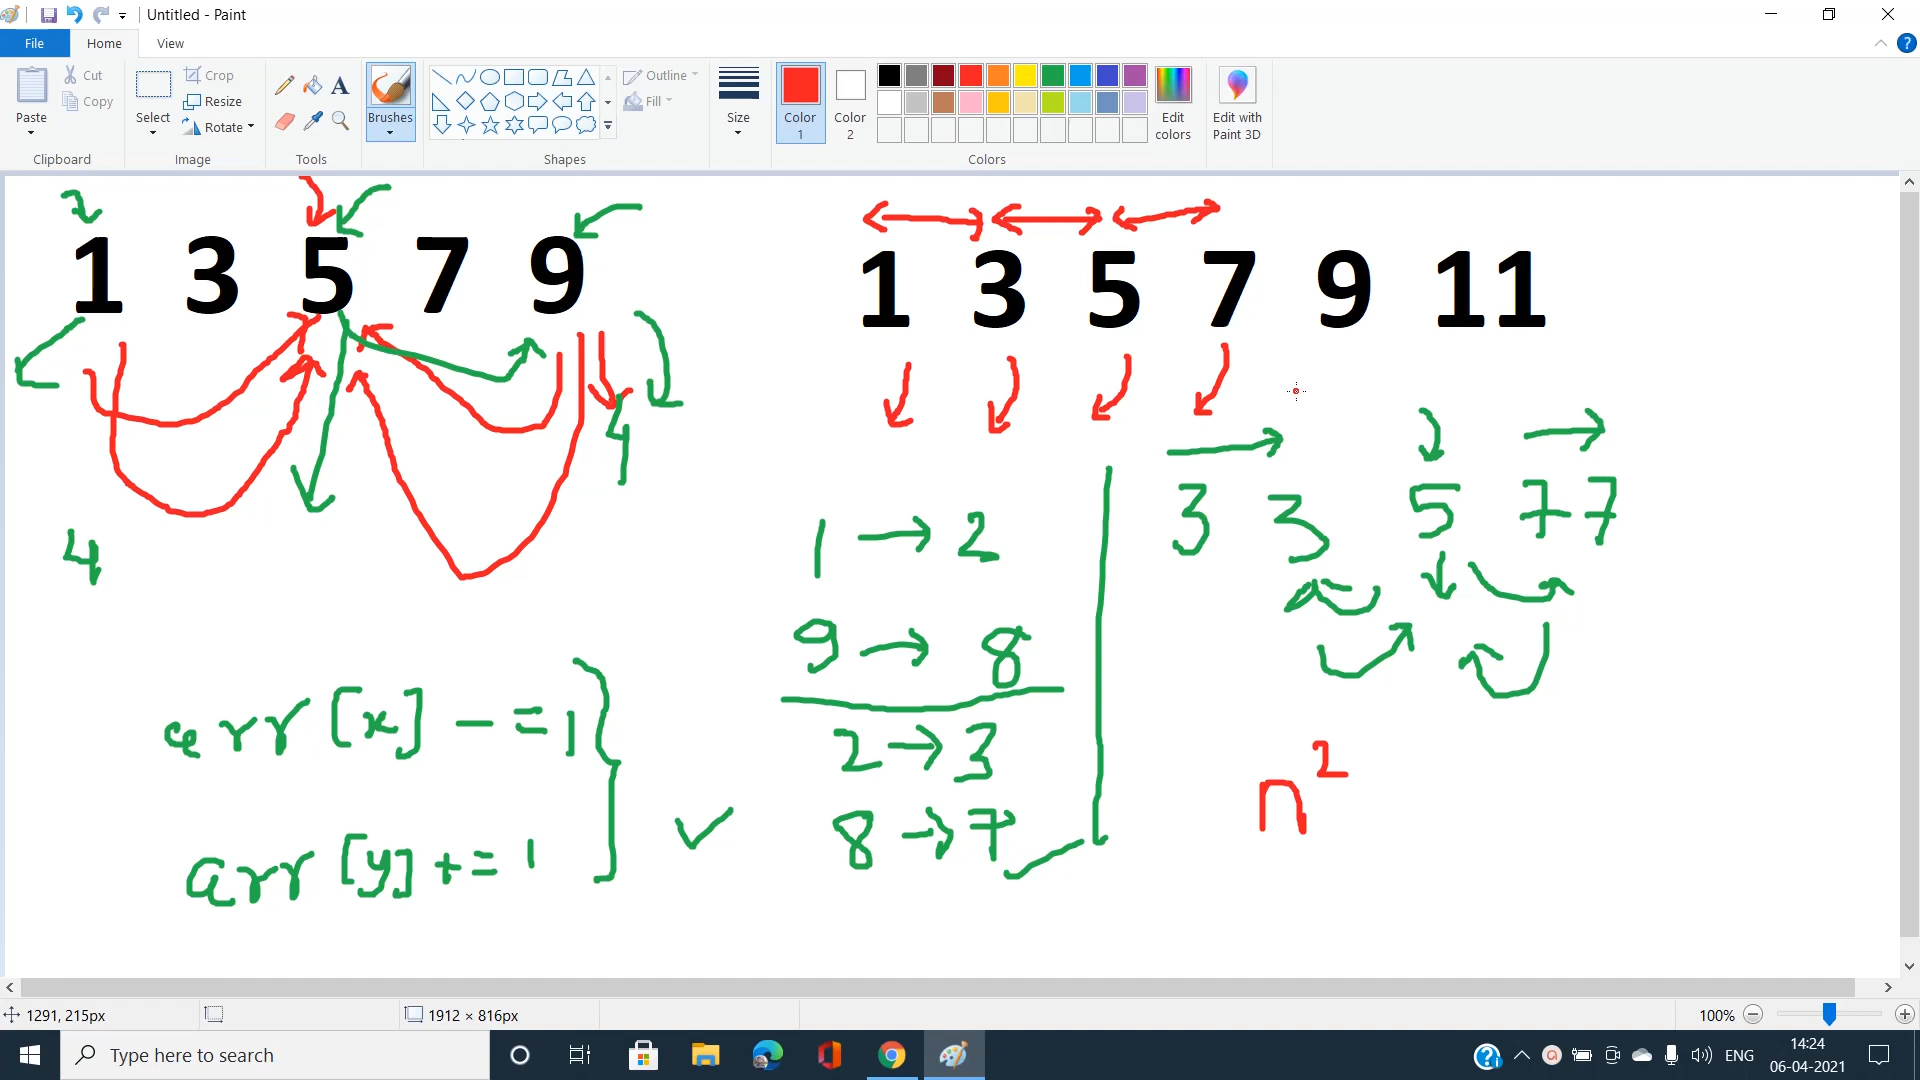 Untitled - Paint
File Home View
Paste Cut Copy Clipboard
Select Crop Resize Rotate Image
Tools
Brushes
Shapes Outline Fill
Size
Color 1
Color 2
Colors
Edit colors
Edit with Paint 3D
1 3 5 7 9
1 3 5 7 9 11
4
4
1 → 2
9 → 8
2 → 3
8 → 7
3 3 5 7 7
arr [x] - = 1
arr [y] + = 1
n²
1291, 215px
1912 × 816px
100%
Type here to search
ENG
14:24
06-04-2021